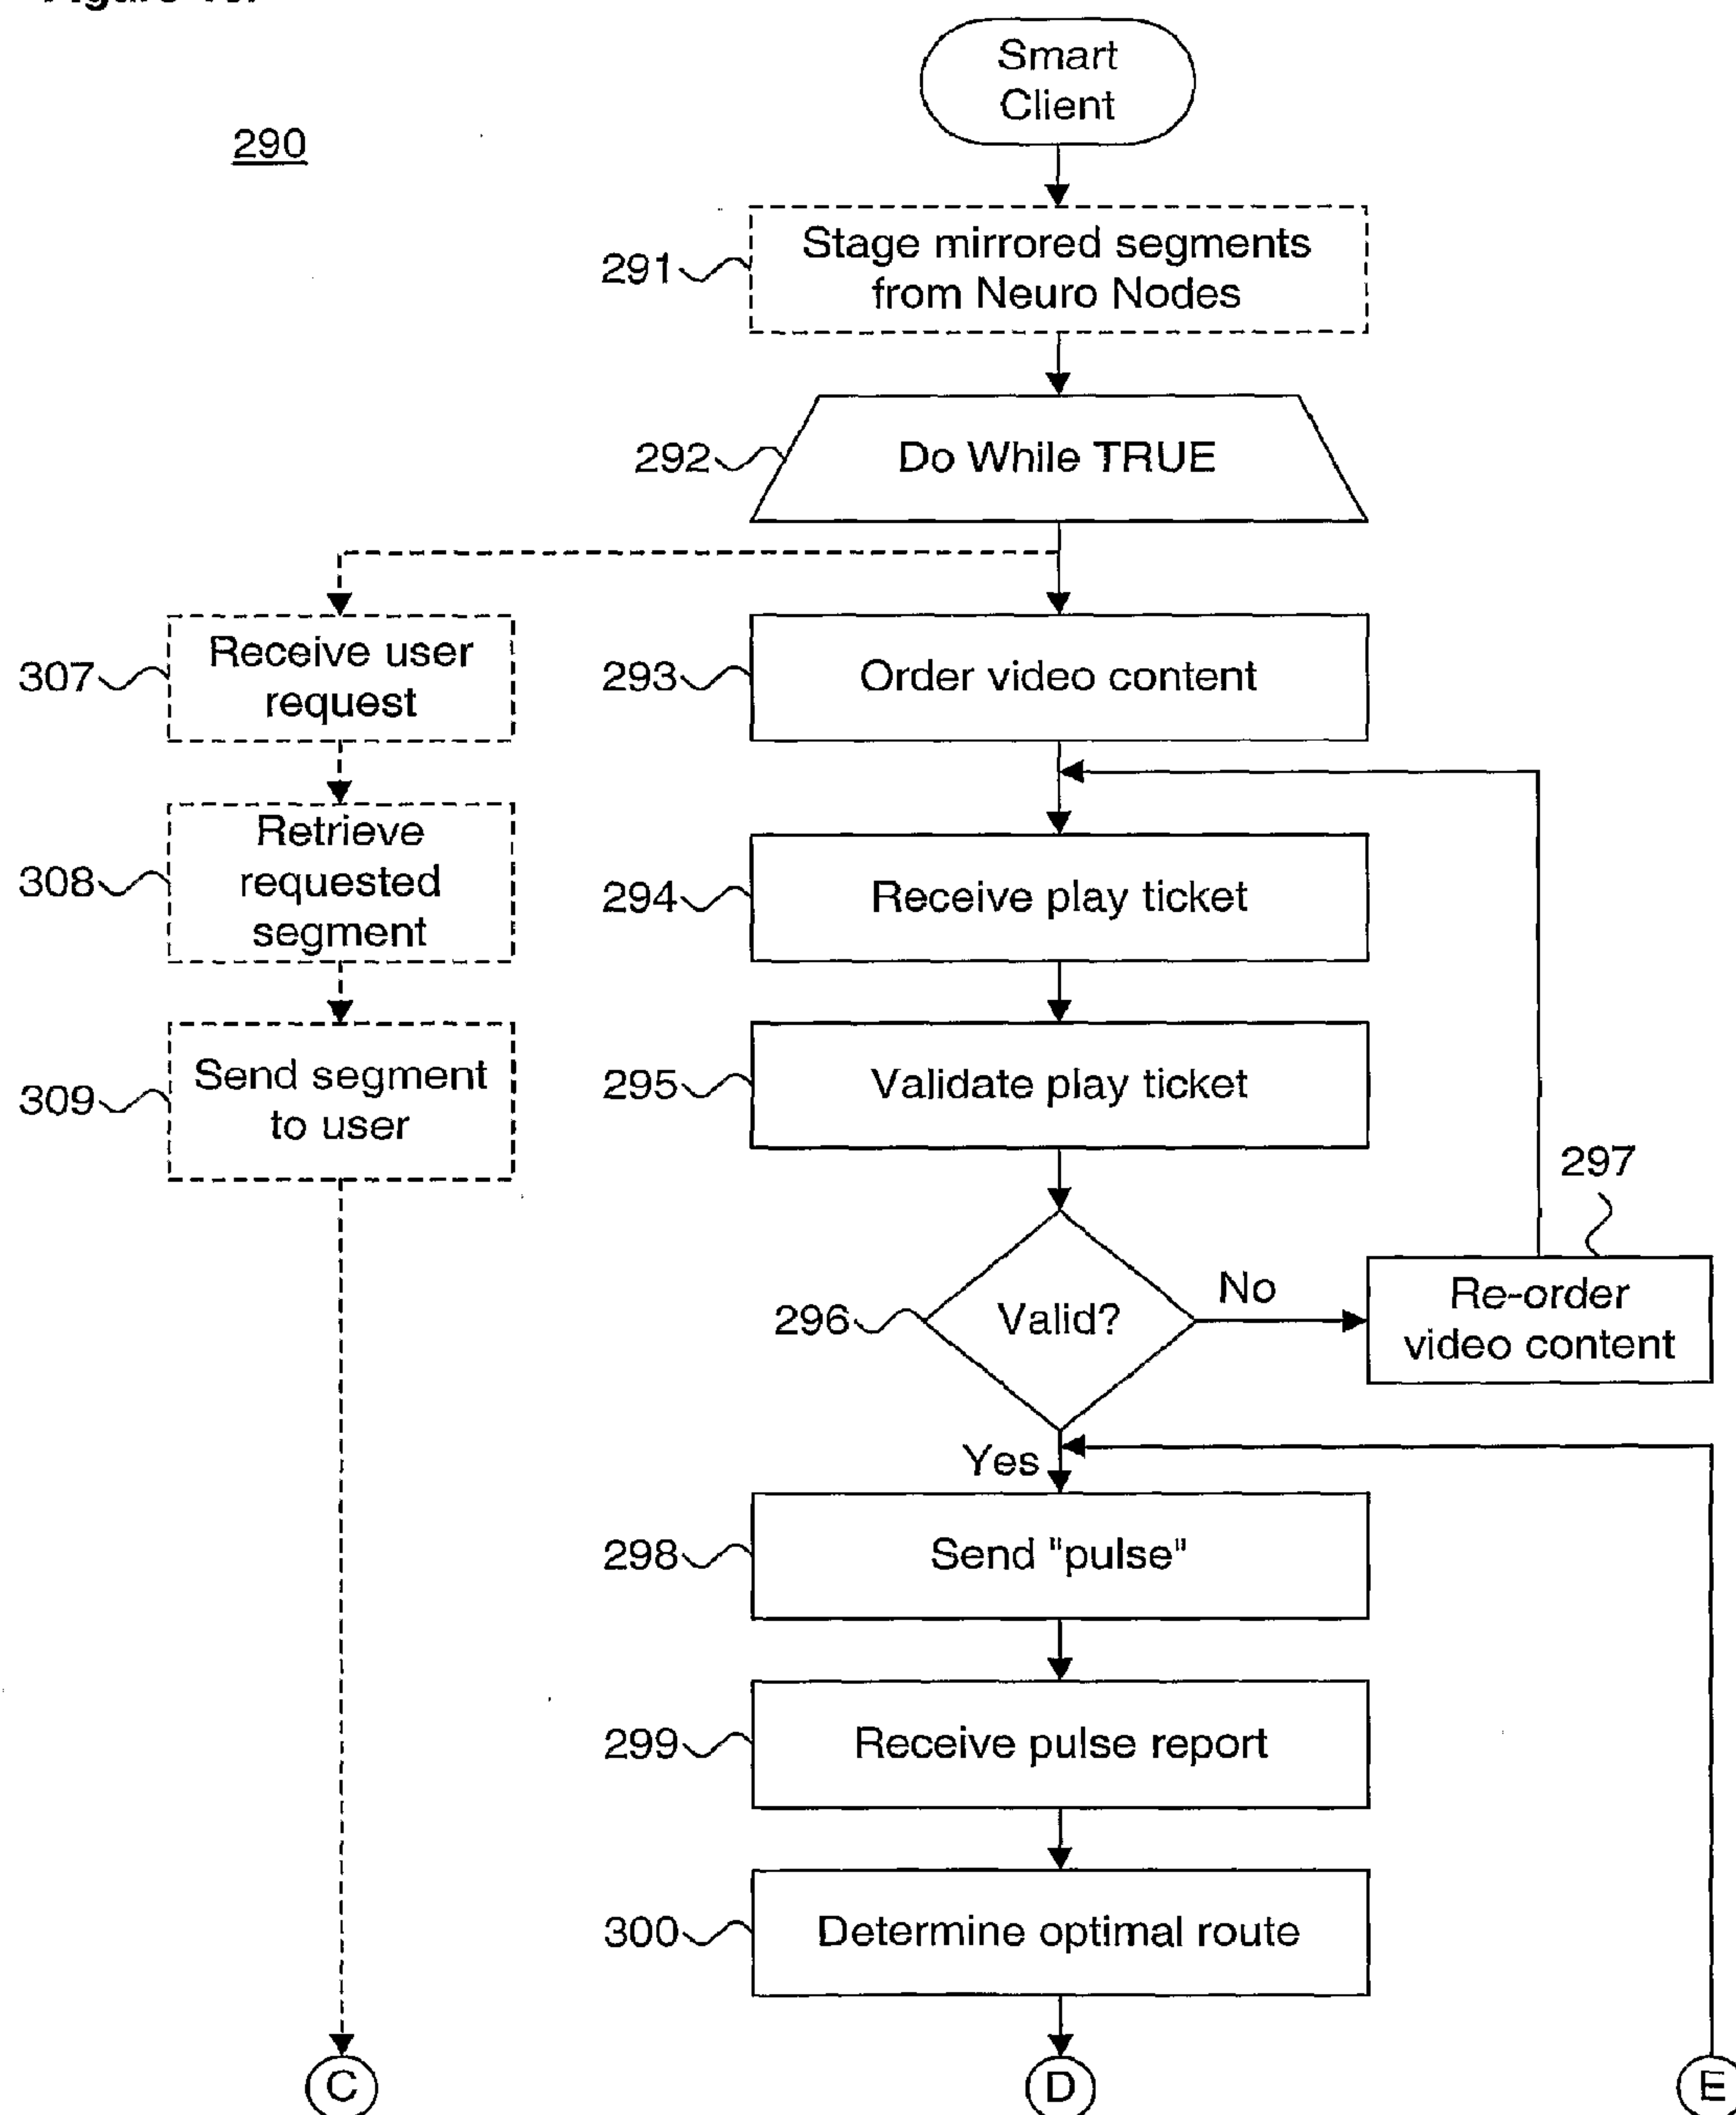 Smart
Client
290
Stage mirrored segments
from Neuro Nodes
291
292
Do While TRUE
307
Receive user
request
293
Order video content
308
Retrieve
requested
segment
294
Receive play ticket
309
Send segment
to user
295
Validate play ticket
297
296
Valid?
No
Re-order
video content
Yes
298
Send "pulse"
299
Receive pulse report
300
Determine optimal route
C
D
E